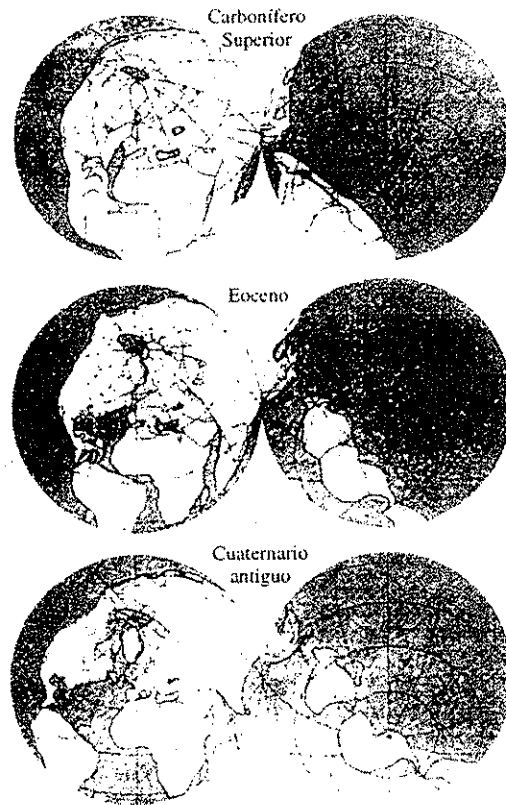 Carbonífero
Superior
Eoceno
Cuaternario
antiguo